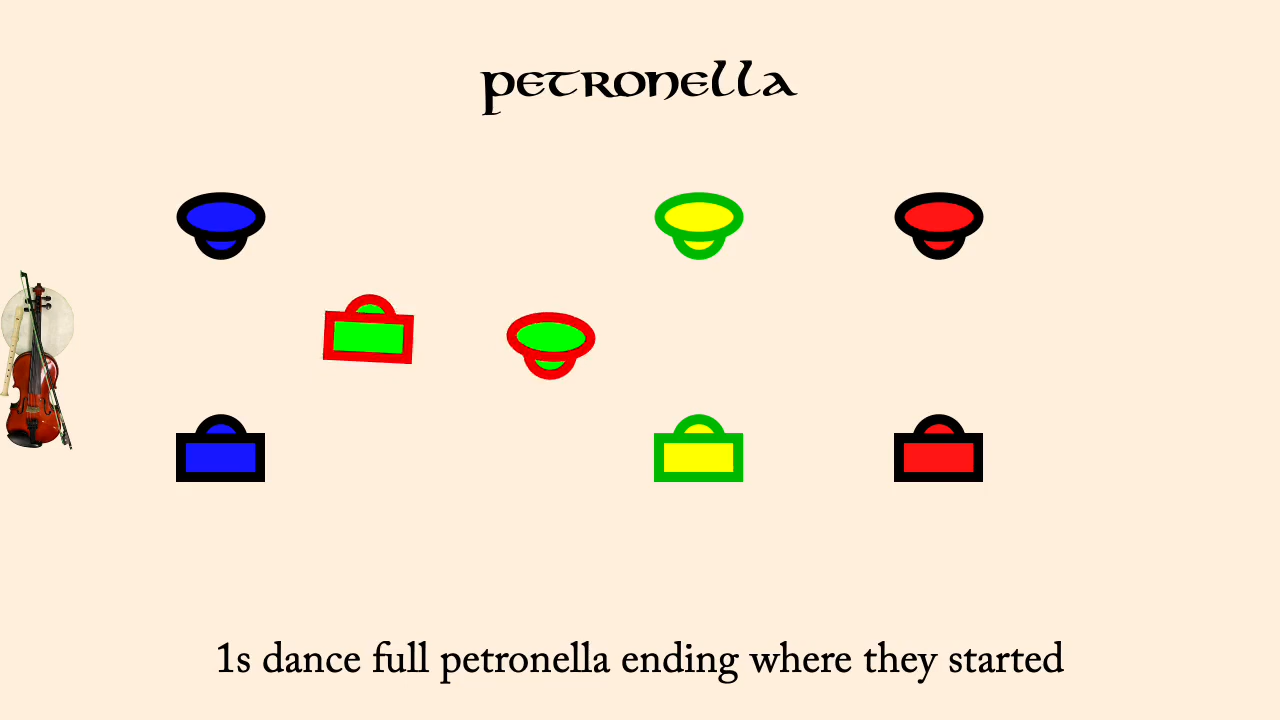 petronella
1s dance full petronella ending where they started